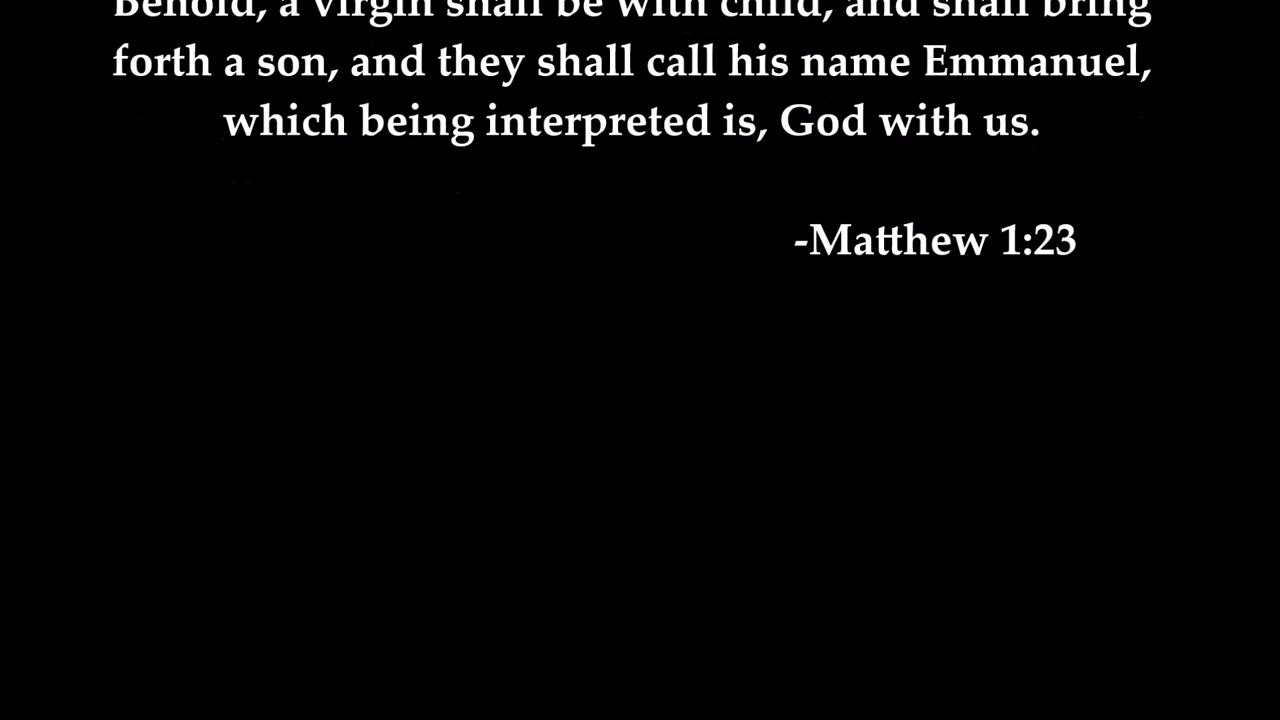 Behold, a virgin shall be with child, and shall bring
forth a son, and they shall call his name Emmanuel,
which being interpreted is, God with us.
-Matthew 1:23